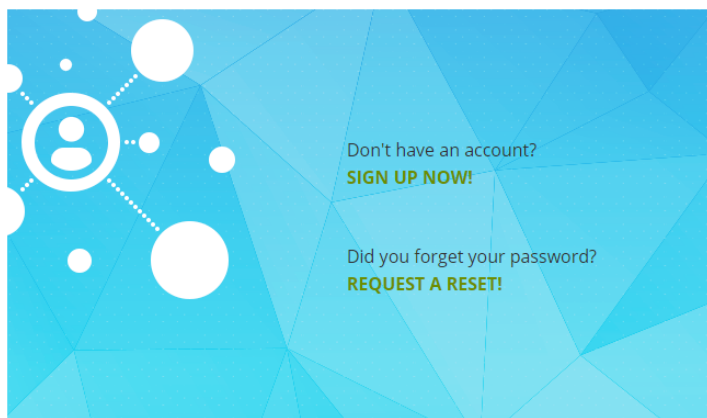 Don't have an account?
SIGN UP NOW!
Did you forget your password?
REQUEST A RESET!